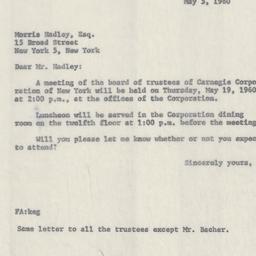 May 5, 1960
Morris Hadley, Esq.
15 Broad Street
New York 5, New York
Dear Mr. Hadley:
A meeting of the board of trustees of Carnegie Corpo
ration of New York will be held on Thursday, May 19, 1960
at 2:00 p.m., at the offices of the Corporation.
Luncheon will be served in the Corporation dining
room on the twelfth floor at 1:00 p.m. before the meeting
Will you please let me know whether or not you expe
to attend?
Sincerely yours,
FA:kmg
Same letter to all the trustees except Mr. Bacher.